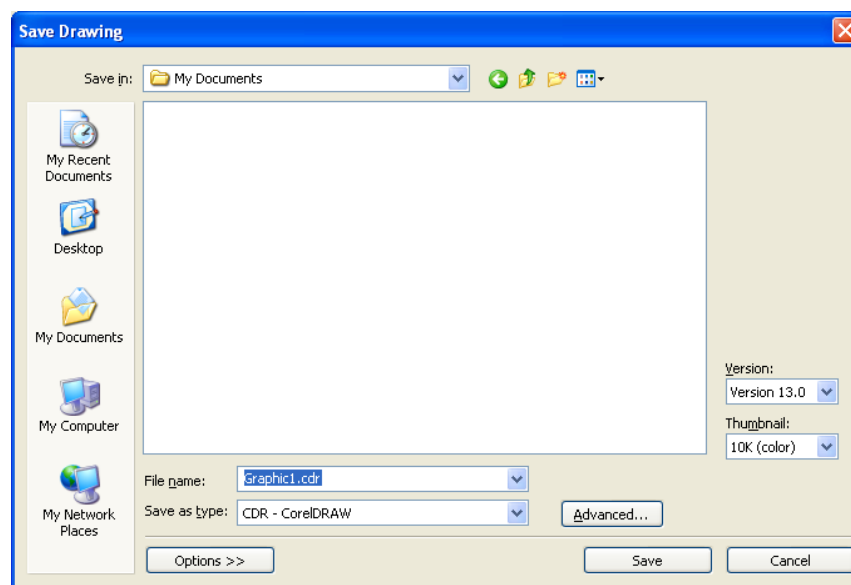 Save Drawing
Save in:
My Documents
My Recent
Documents
Desktop
My Documents
My Computer
My Network
Places
Version:
Version 13.0
Thumbnail:
10K (color)
File name:
Graphic1.cdr
Save as type:
CDR - CorelDRAW
Advanced...
Options >>
Save
Cancel